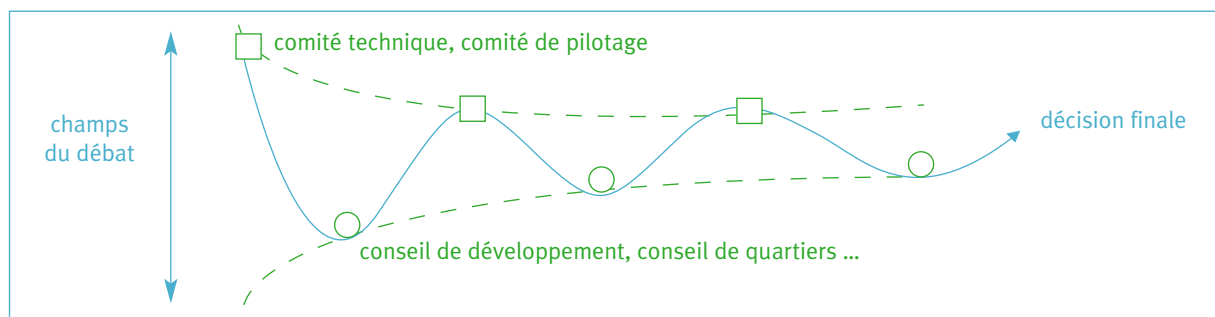 comité technique, comité de pilotage
champs
du débat
décision finale
conseil de développement, conseil de quartiers ...